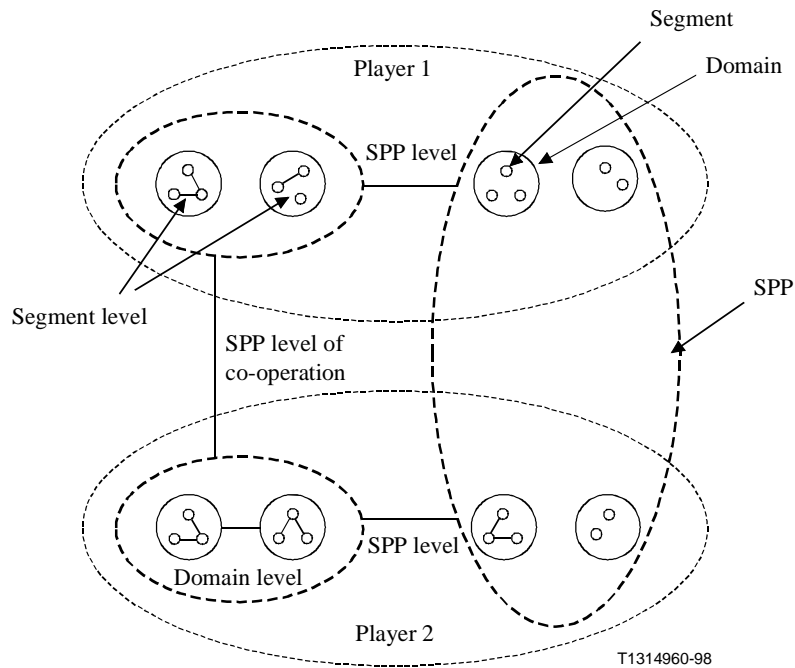 Segment
Player 1
Domain
SPP level
Segment level
SPP
SPP level of
co-operation
SPP level
Domain level
Player 2
T1314960-98